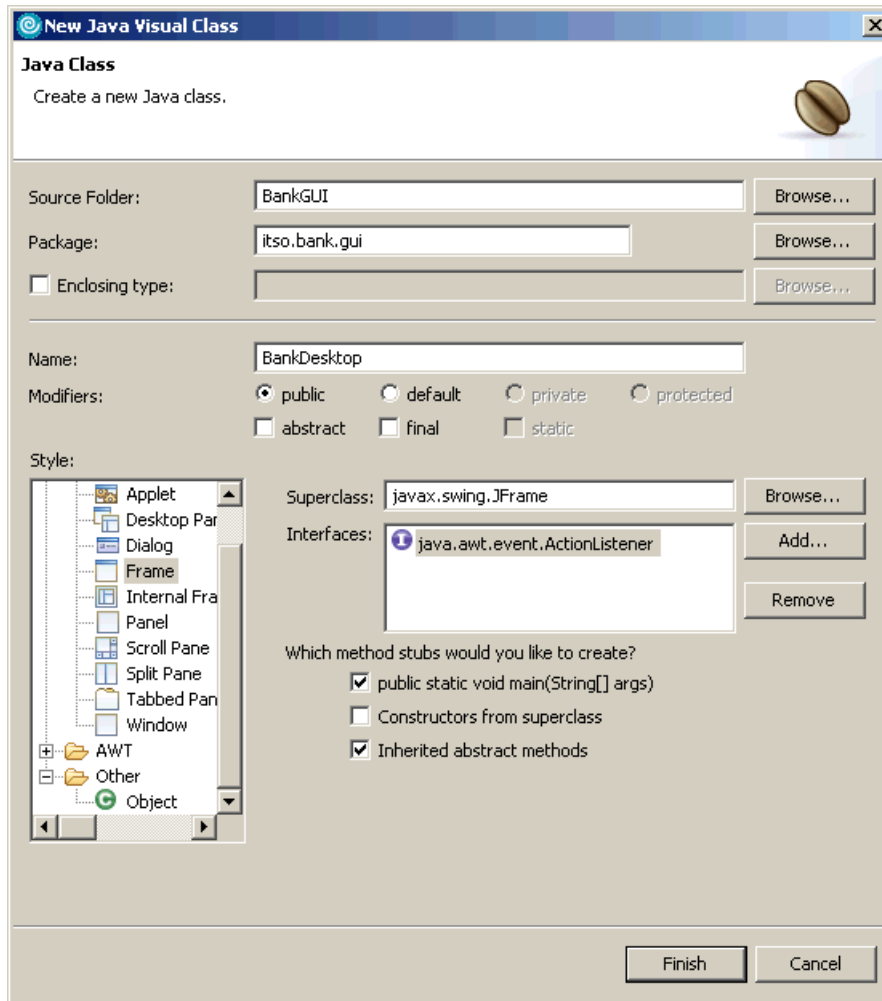 New Java Visual Class
Java Class
Create a new Java class.
Source Folder: BankGUI Browse...
Package: itso.bank.gui Browse...
Enclosing type: Browse...
Name: BankDesktop
Modifiers: public default private protected
abstract final static
Style:
Applet
Desktop Par
Dialog
Frame
Internal Fra
Panel
Scroll Pane
Split Pane
Tabbed Pan
Window
AWT
Other
Object
Superclass: javax.swing.JFrame Browse...
Interfaces: java.awt.event.ActionListener Add...
Remove
Which method stubs would you like to create?
public static void main(String[] args)
Constructors from superclass
Inherited abstract methods
Finish Cancel